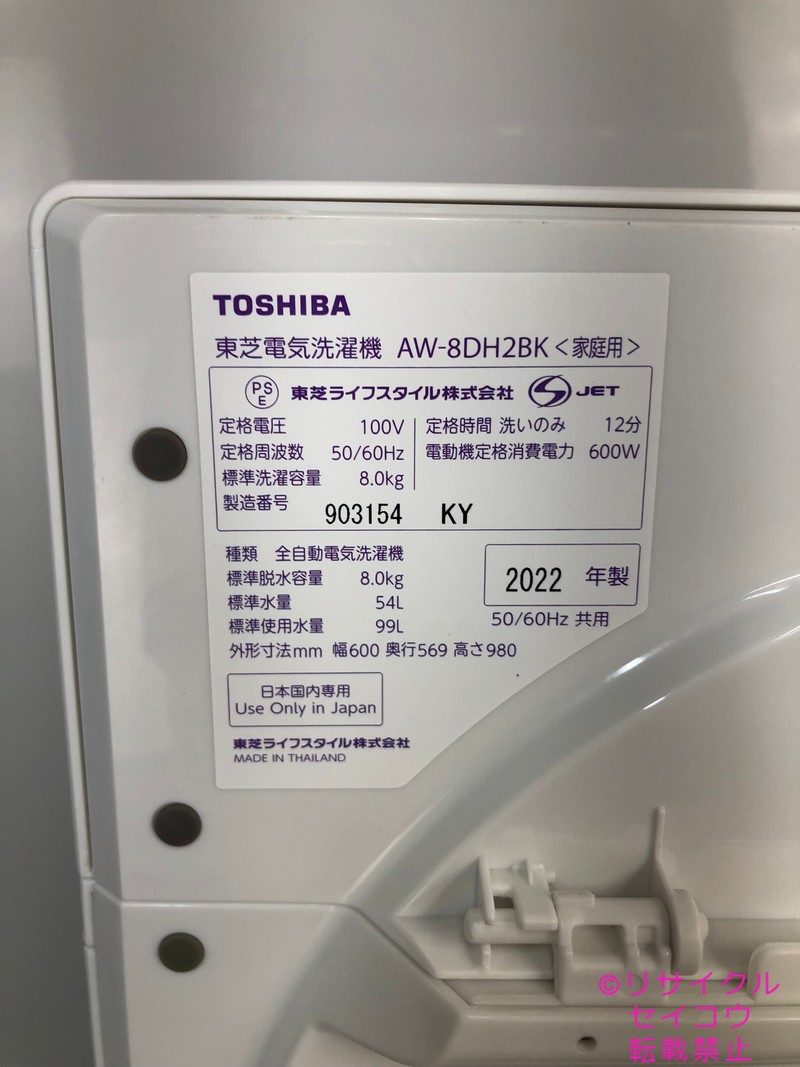 TOSHIBA
東芝電気洗濯機 AW-8DH2BK<家庭用>
PS E 東芝ライフスタイル株式会社 S JET
定格電圧 100V
定格周波数 50/60Hz
標準洗濯容量 8.0kg
定格時間 洗いのみ 12分
電動機定格消費電力 600W
製造番号 903154 KY
種類 全自動電気洗濯機
標準脱水容量 8.0kg
標準水量 54L
標準使用水量 99L
外形寸法mm 幅600 奥行569 高さ980
2022 年製
50/60Hz 共用
日本国内専用
Use Only in Japan
東芝ライフスタイル株式会社
MADE IN THAILAND
©リサイクル
セイコウ
転載禁止